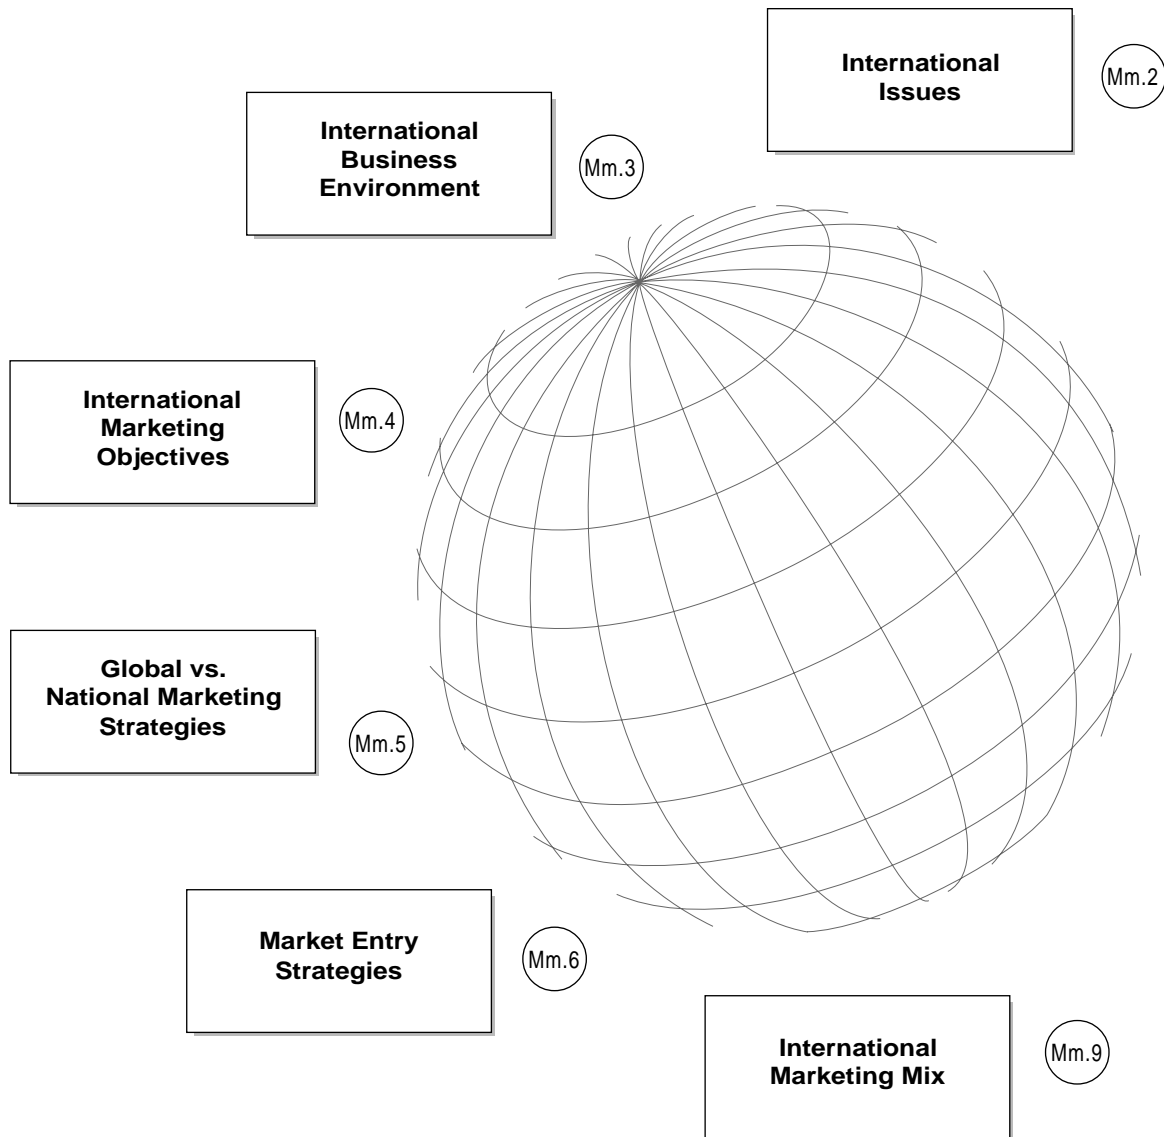 International
Issues
Mm.2
International
Business
Environment
Mm.3
International
Marketing
Objectives
Mm.4
Global vs.
National Marketing
Strategies
Mm.5
Market Entry
Strategies
Mm.6
International
Marketing Mix
Mm.9